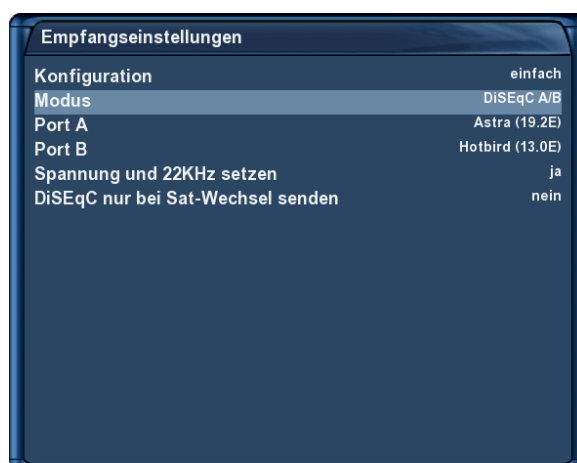 Empfangseinstellungen
Konfiguration einfach
Modus DiSEqC A/B
Port A Astra (19.2E)
Port B Hotbird (13.0E)
Spannung und 22KHz setzen ja
DiSEqC nur bei Sat-Wechsel senden nein